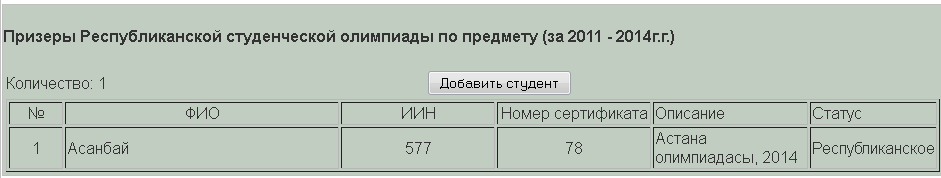 Призеры Республиканской студенческой олимпиады по предмету (за 2011 - 2014г.г.)
Количество: 1
Добавить студент
№ ФИО ИИН Номер сертификата Описание Статус
1 Асанбай 577 78 Астана олимпиадасы, 2014 Республиканское